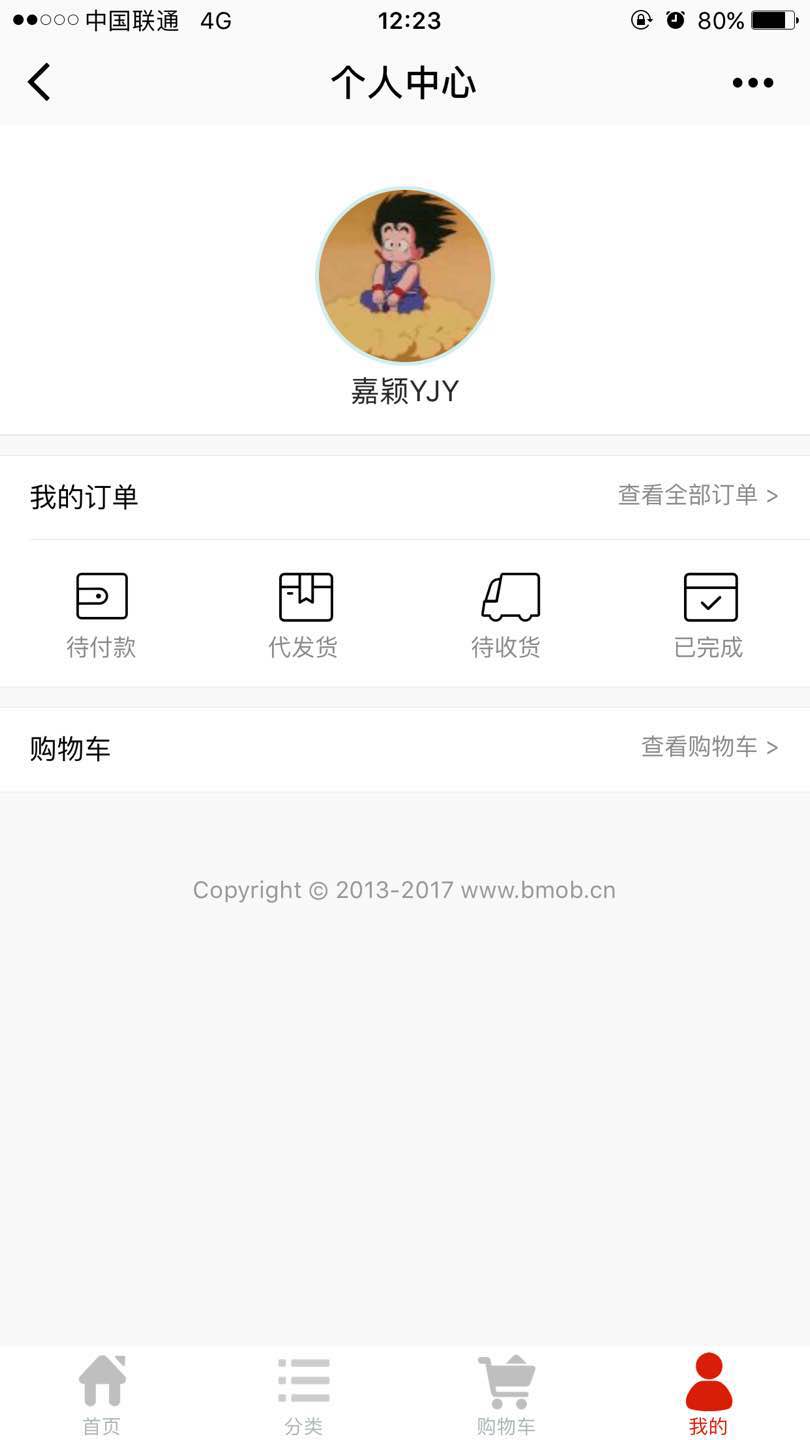 中国联通 4G 12:23 80%
个人中心
嘉颖YJY
我的订单 查看全部订单 >
待付款 代发货 待收货 已完成
购物车 查看购物车 >
Copyright © 2013-2017 www.bmob.cn
首页 分类 购物车 我的